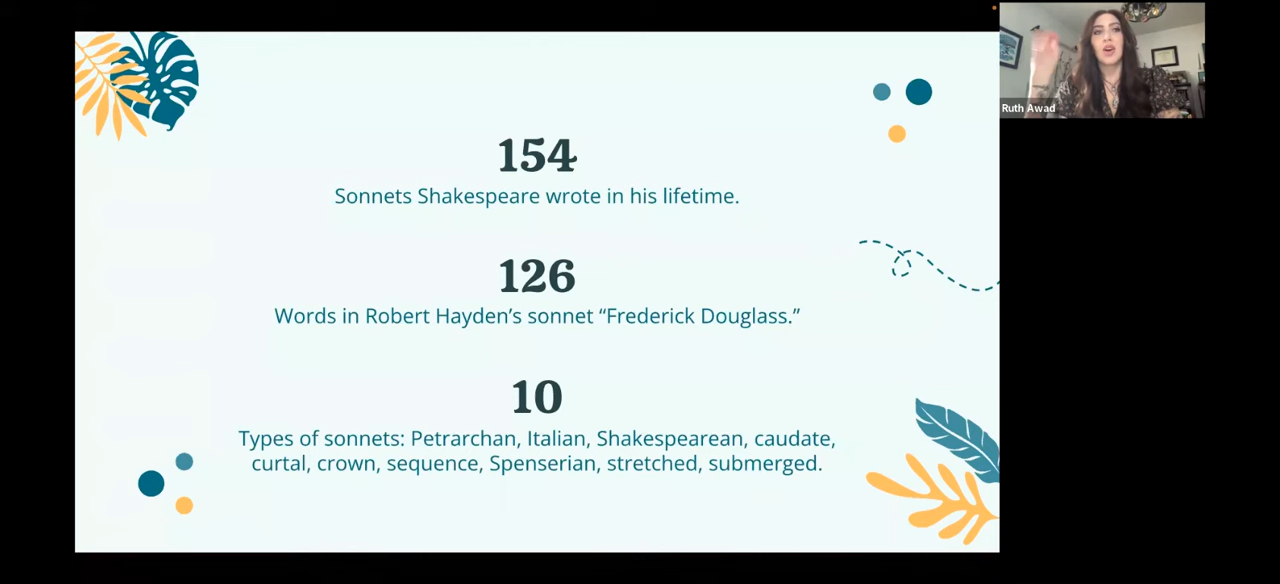 Ruth Awad
154
Sonnets Shakespeare wrote in his lifetime.
126
Words in Robert Hayden’s sonnet “Frederick Douglass.”
10
Types of sonnets: Petrarchan, Italian, Shakespearean, caudate,
curtal, crown, sequence, Spenserian, stretched, submerged.